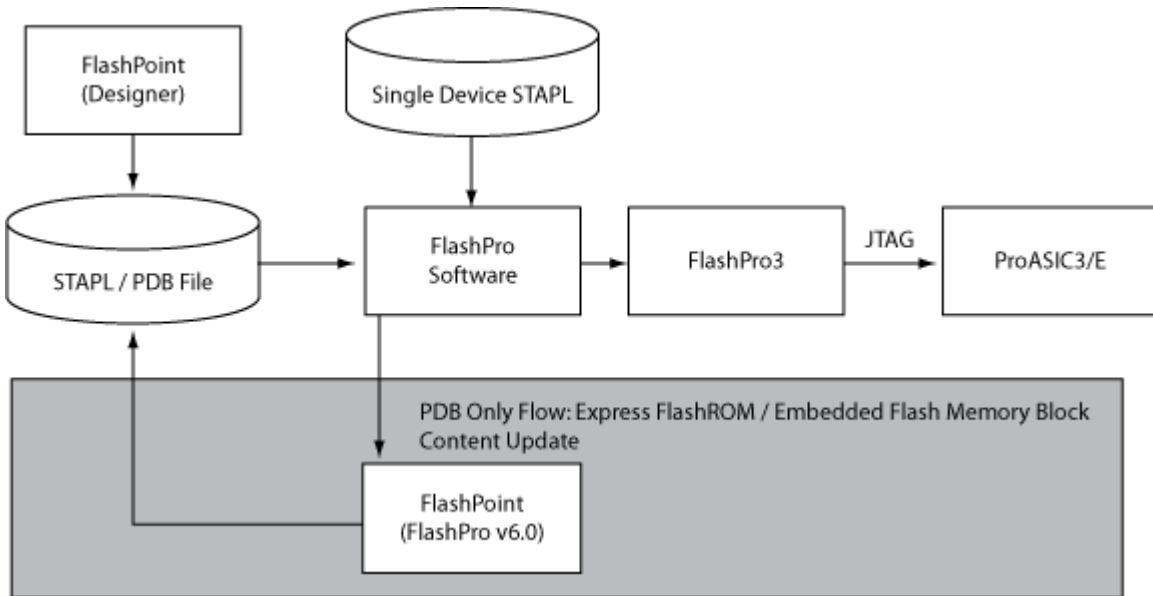 FlashPoint
(Designer)
Single Device STAPL
STAPL / PDB File
FlashPro
Software
FlashPro3
JTAG
ProASIC3/E
PDB Only Flow: Express FlashROM / Embedded Flash Memory Block
Content Update
FlashPoint
(FlashPro v6.0)